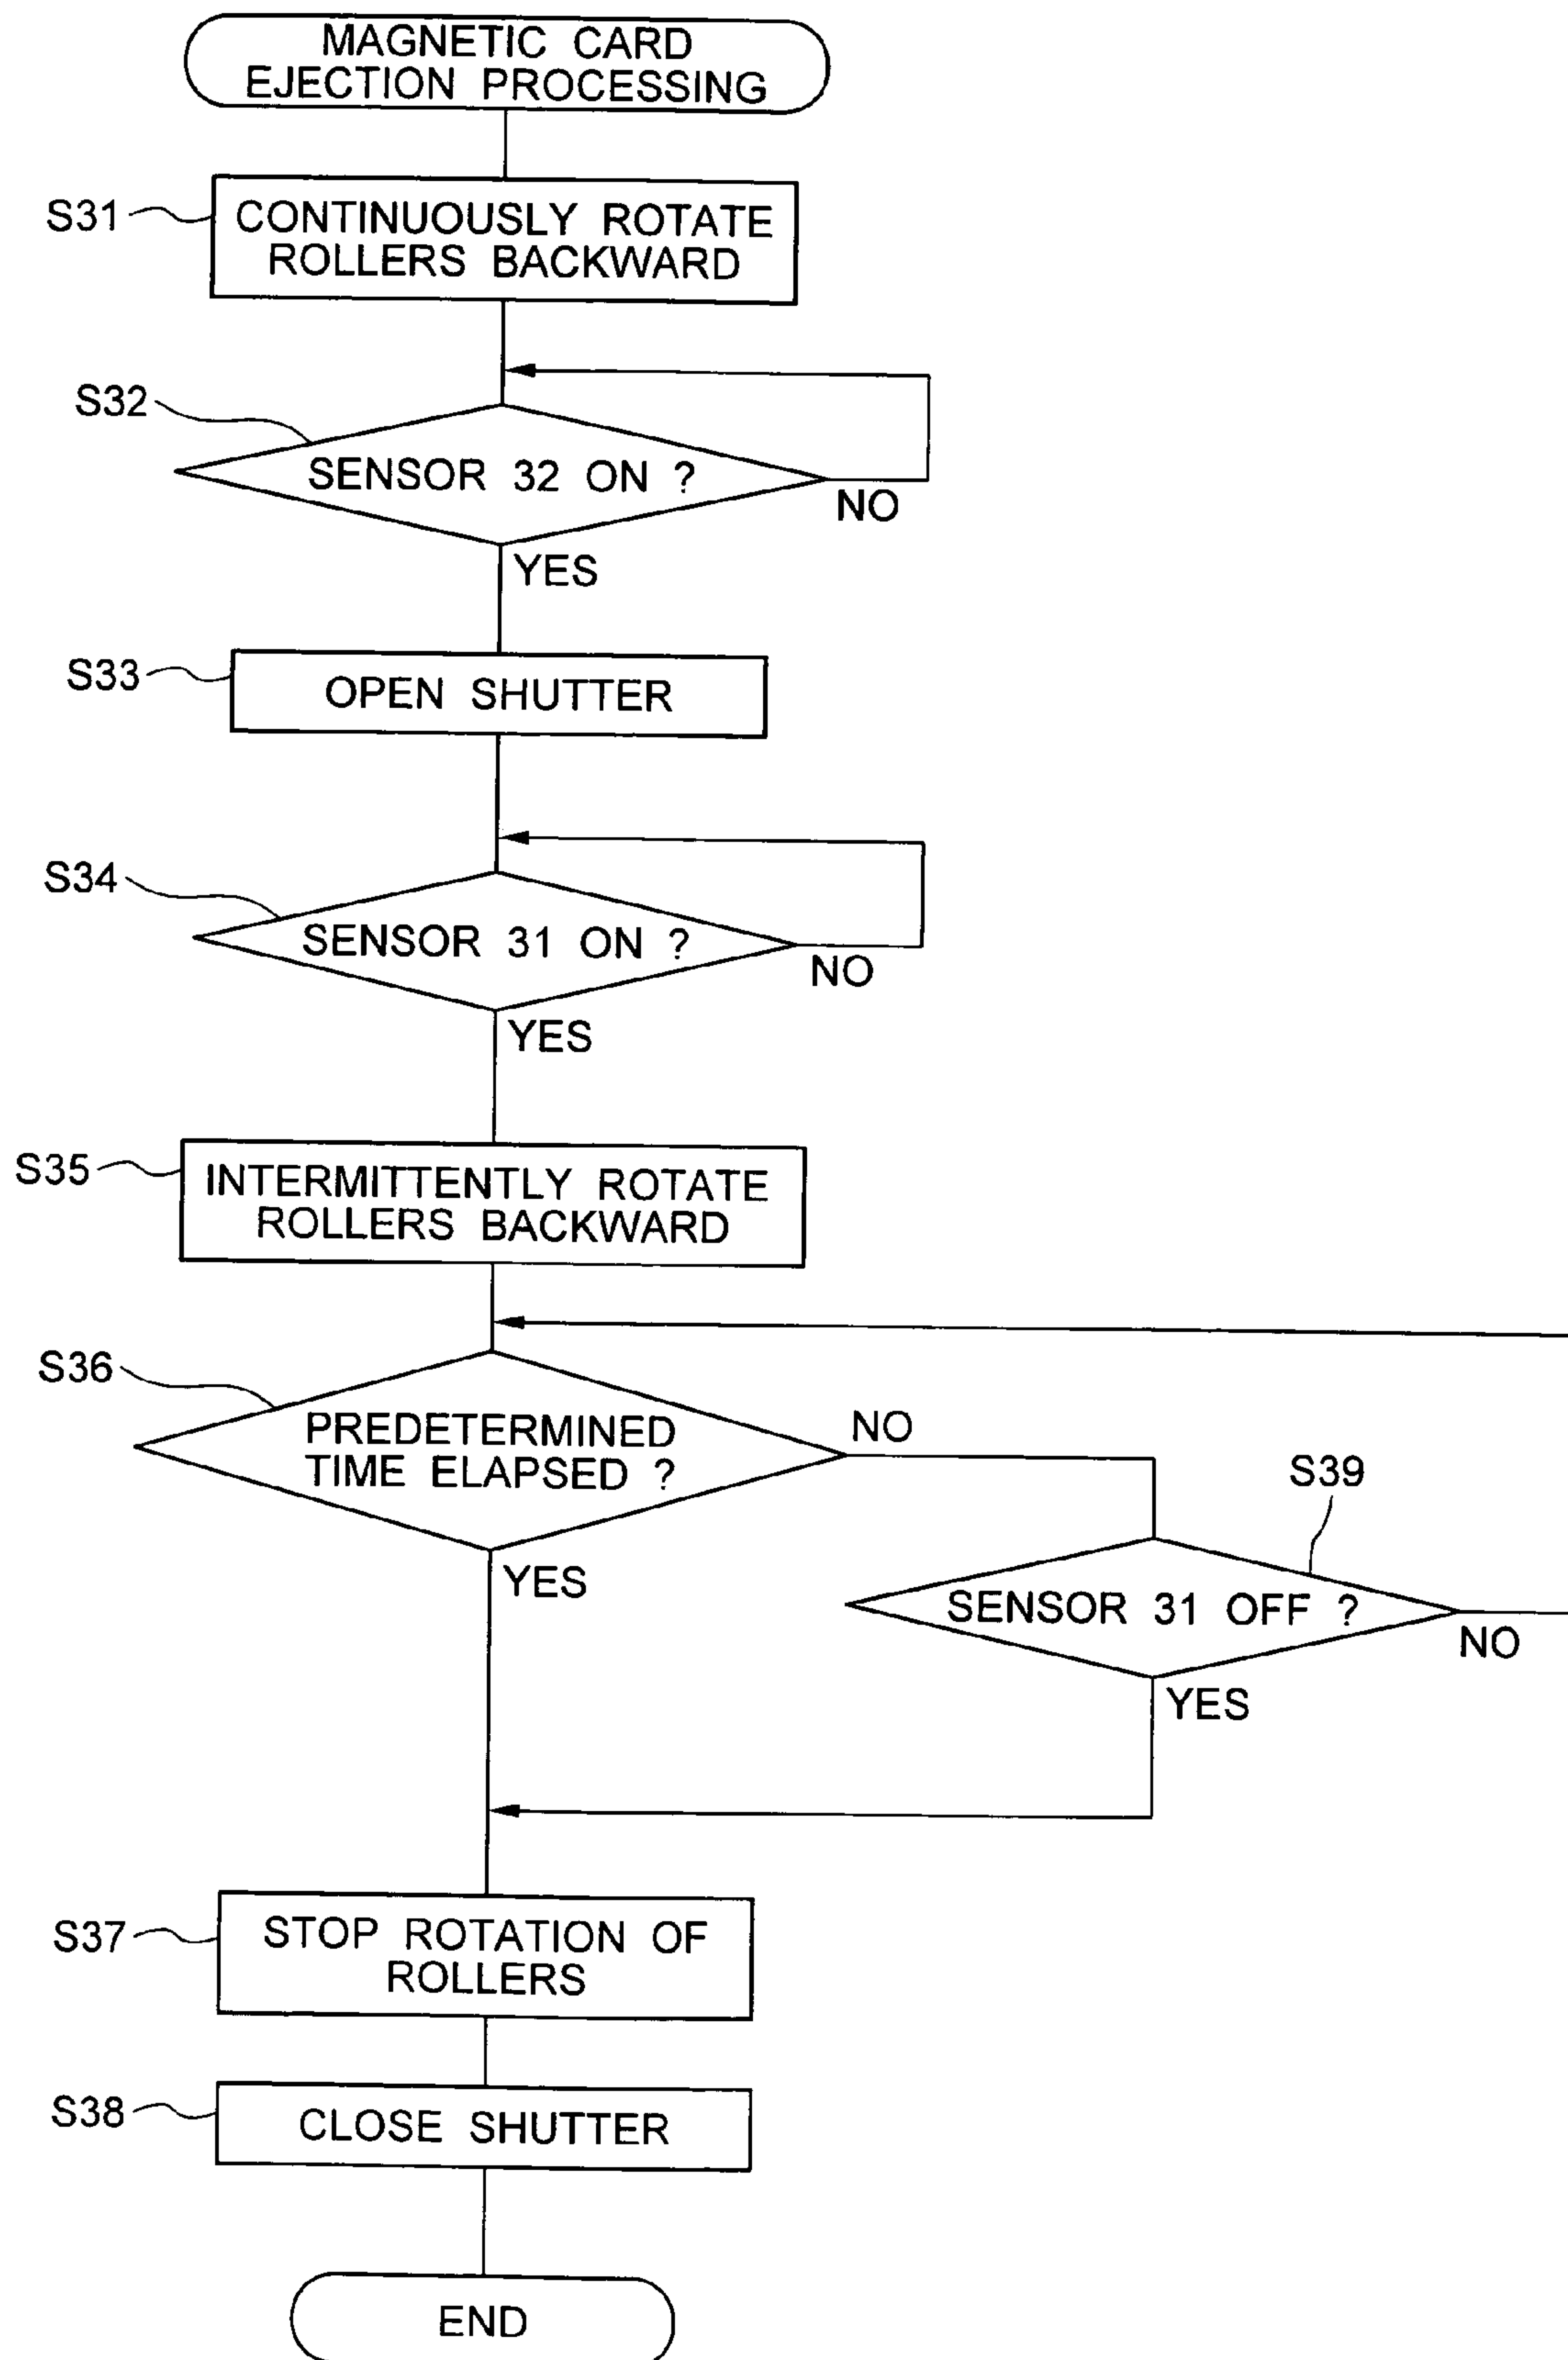 MAGNETIC CARD
EJECTION PROCESSING
S31
CONTINUOUSLY ROTATE
ROLLERS BACKWARD
S32
SENSOR 32 ON ?
NO
YES
S33
OPEN SHUTTER
S34
SENSOR 31 ON ?
NO
YES
S35
INTERMITTENTLY ROTATE
ROLLERS BACKWARD
S36
PREDETERMINED
TIME ELAPSED ?
NO
YES
S39
SENSOR 31 OFF ?
NO
YES
S37
STOP ROTATION OF
ROLLERS
S38
CLOSE SHUTTER
END